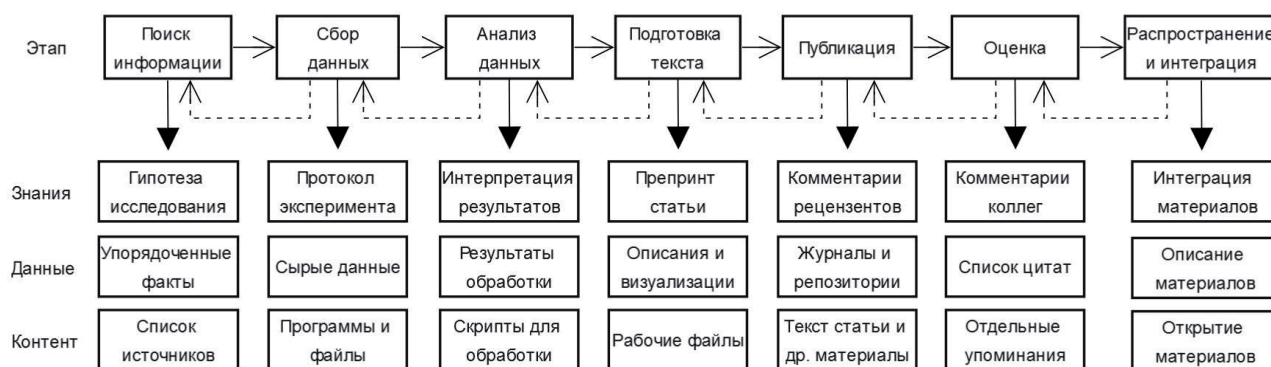 Этап
Поиск
информации
Сбор
данных
Анализ
данных
Подготовка
текста
Публикация
Оценка
Распространение
и интеграция
Знания
Гипотеза
исследования
Протокол
эксперимента
Интерпретация
результатов
Препринт
статьи
Комментарии
рецензентов
Комментарии
коллег
Интеграция
материалов
Данные
Упорядоченные
факты
Сырые данные
Результаты
обработки
Описания и
визуализации
Журналы и
репозитории
Список цитат
Описание
материалов
Контент
Список
источников
Программы и
файлы
Скрипты для
обработки
Рабочие файлы
Текст статьи и
др. материалы
Отдельные
упоминания
Открытие
материалов